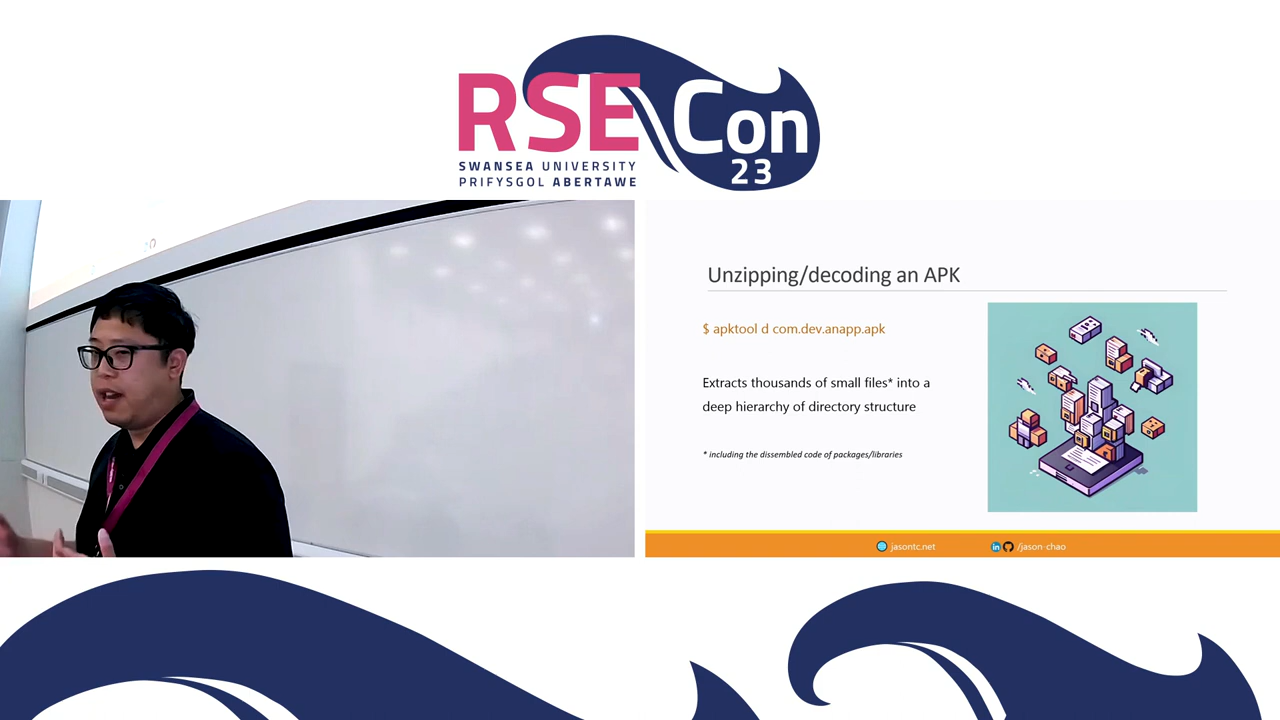 RSE Con
23
SWANSEA UNIVERSITY
PRIFYSGOL ABERTAWE
Unzipping/decoding an APK
$ apktool d com.dev.anapp.apk
Extracts thousands of small files* into a
deep hierarchy of directory structure
* including the dissembled code of packages/libraries
jasontc.net
in /jason-chao